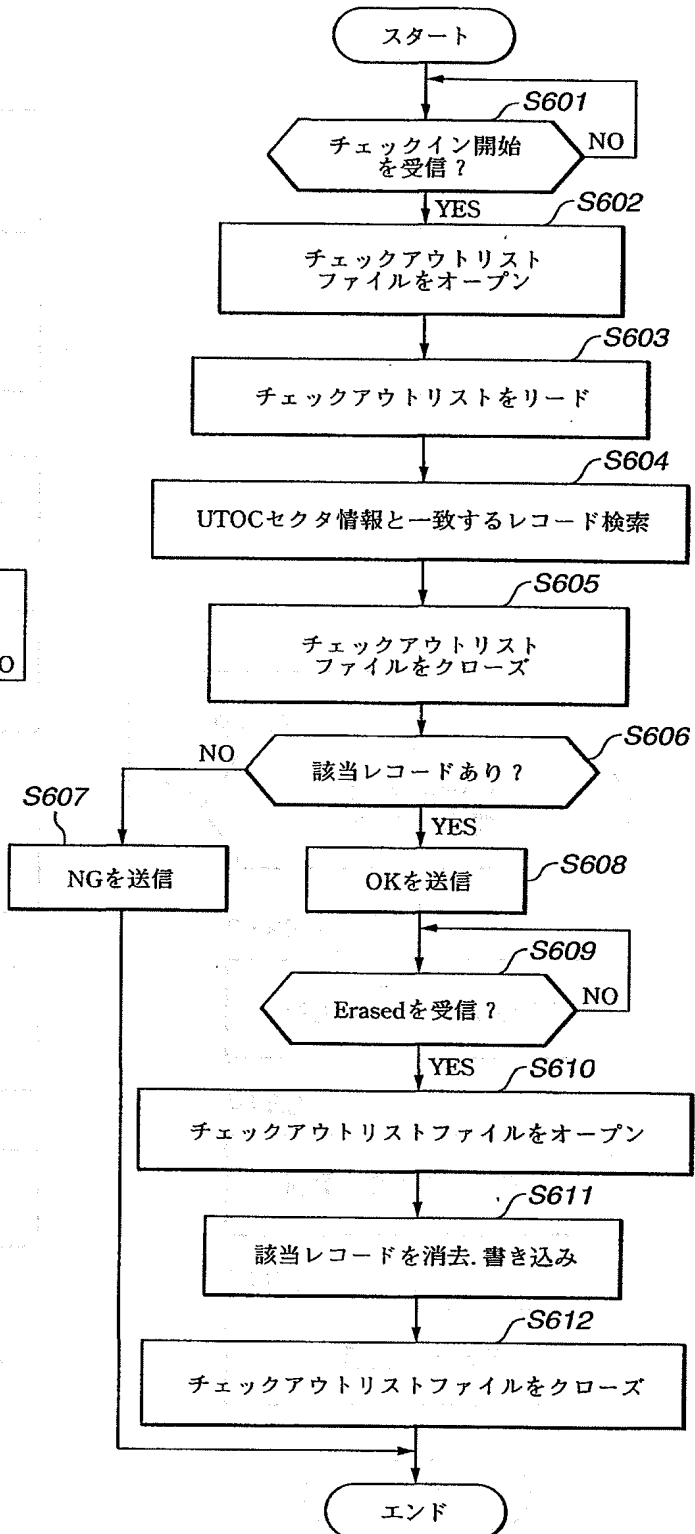 スタート
S601
チェックイン開始
を受信？
NO
YES
S602
チェックアウトリスト
ファイルをオープン
S603
チェックアウトリストをリード
S604
UTOCセクタ情報と一致するレコード検索
S605
チェックアウトリスト
ファイルをクローズ
O
S606
該当レコードあり？
NO
YES
S607
NGを送信
S608
OKを送信
S609
Erasedを受信？
NO
YES
S610
チェックアウトリストファイルをオープン
S611
該当レコードを消去．書き込み
S612
チェックアウトリストファイルをクローズ
エンド